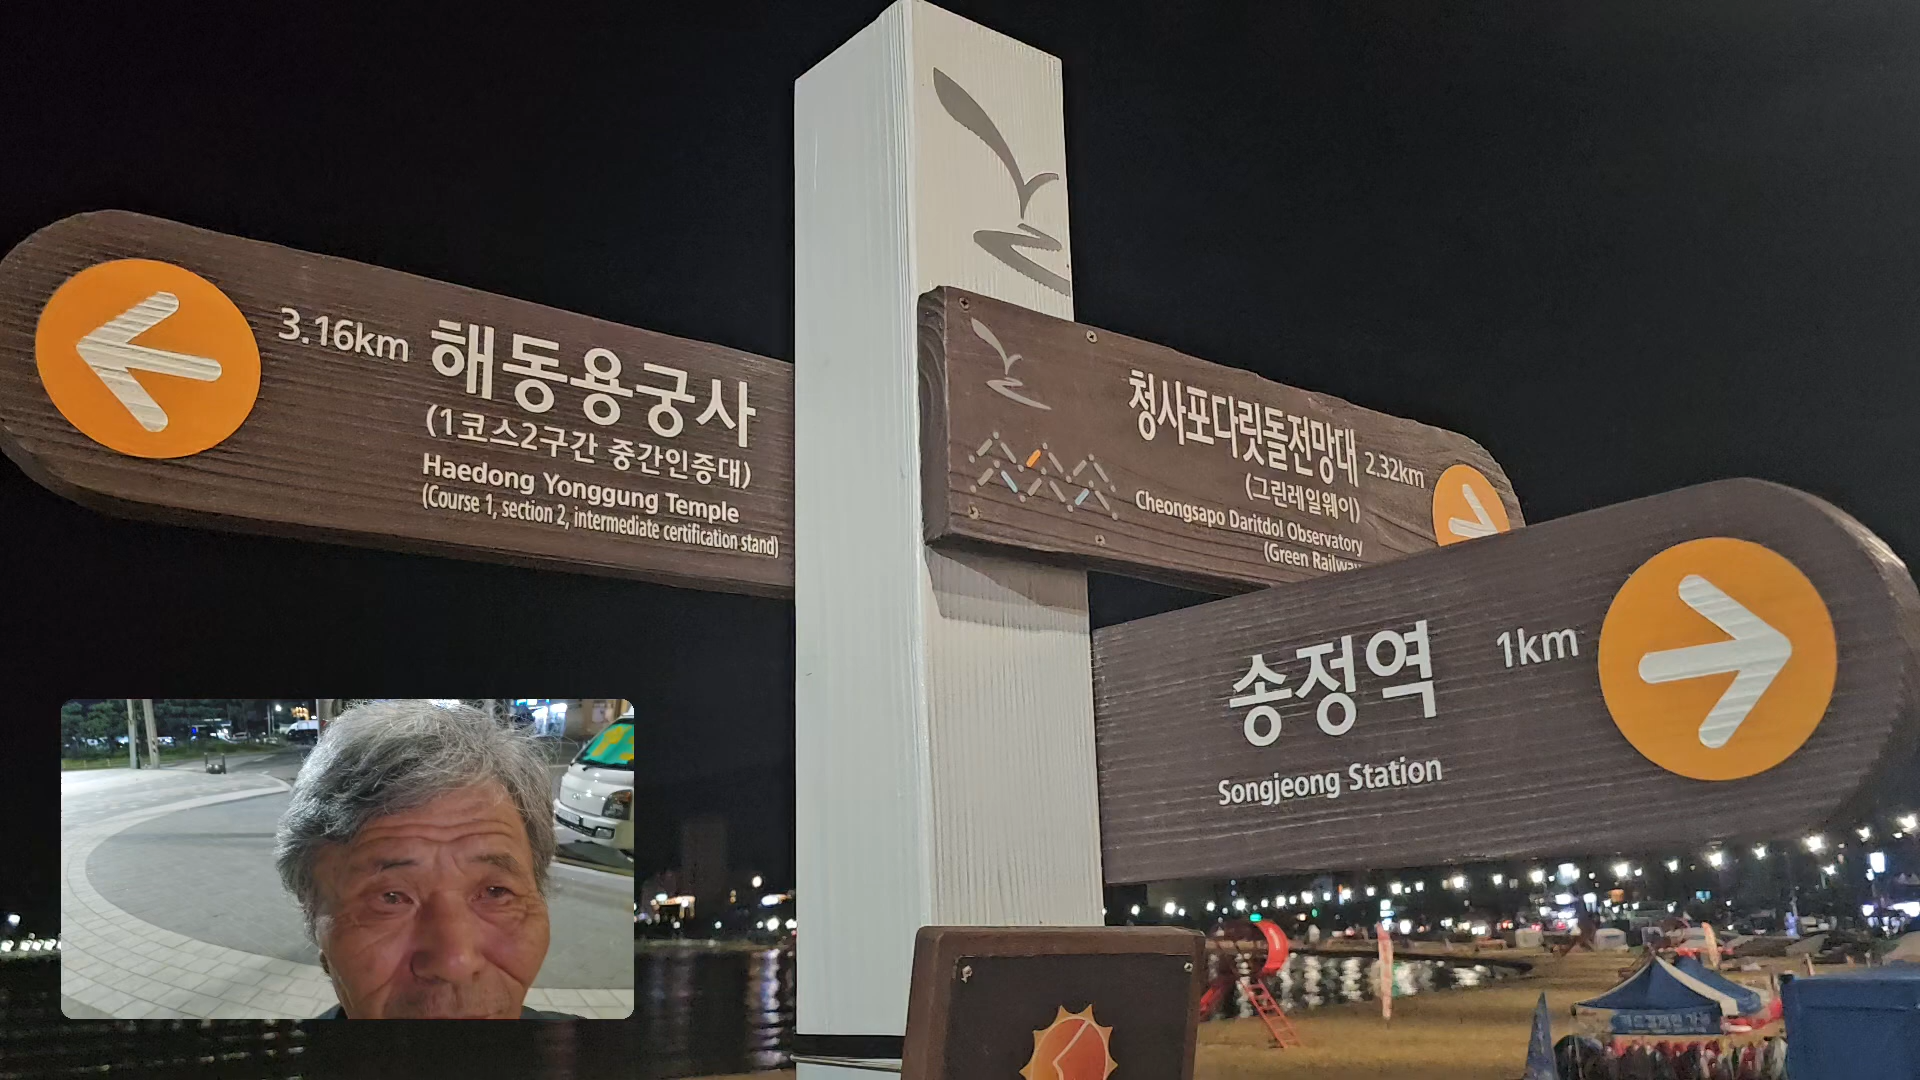 3.16km
해동용궁사
(1코스2구간 중간인증대)
Haedong Yonggung Temple
(Course 1, section 2, intermediate certification stand)
청사포다릿돌전망대 2.32km
(그린레일웨이)
Cheongsapo Daritdol Observatory
(Green Railway
송정역 1km
Songjeong Station